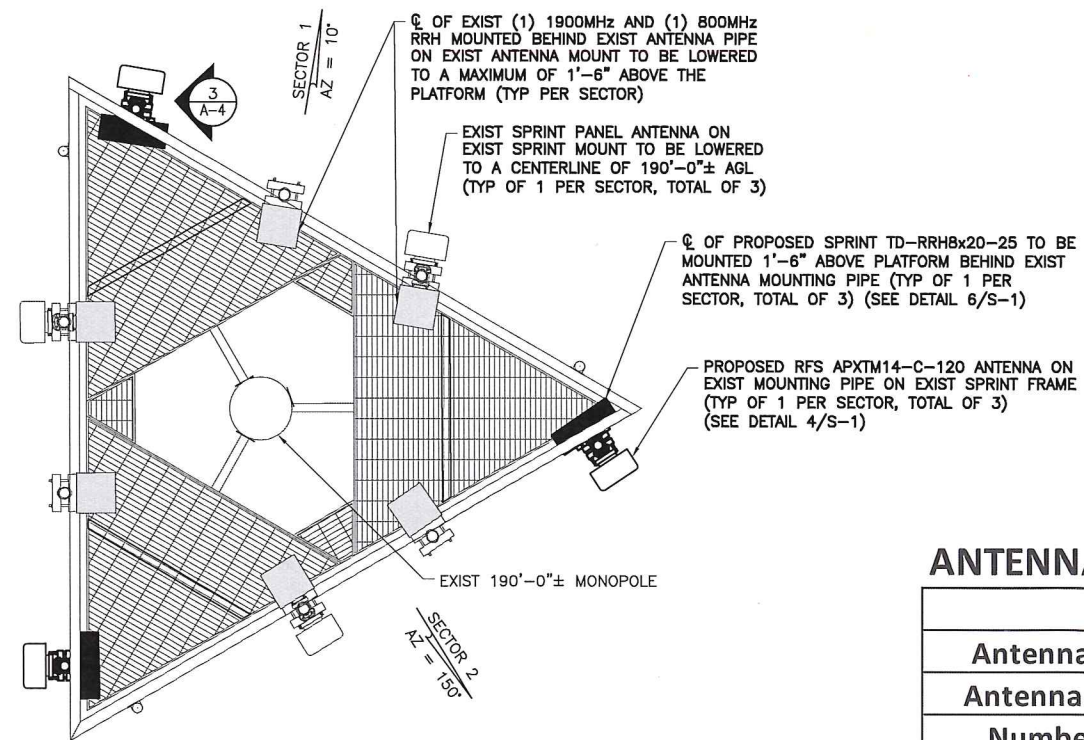 SECTOR 1
AZ = 10°
℄ OF EXIST (1) 1900MHz AND (1) 800MHz
RRH MOUNTED BEHIND EXIST ANTENNA PIPE
ON EXIST ANTENNA MOUNT TO BE LOWERED
TO A MAXIMUM OF 1'-6" ABOVE THE
PLATFORM (TYP PER SECTOR)
3
A-4
EXIST SPRINT PANEL ANTENNA ON
EXIST SPRINT MOUNT TO BE LOWERED
TO A CENTERLINE OF 190'-0"± AGL
(TYP OF 1 PER SECTOR, TOTAL OF 3)
℄ OF PROPOSED SPRINT TD-RRH8x20-25 TO BE
MOUNTED 1'-6" ABOVE PLATFORM BEHIND EXIST
ANTENNA MOUNTING PIPE (TYP OF 1 PER
SECTOR, TOTAL OF 3) (SEE DETAIL 6/S-1)
PROPOSED RFS APXTM14-C-120 ANTENNA ON
EXIST MOUNTING PIPE ON EXIST SPRINT FRAME
(TYP OF 1 PER SECTOR, TOTAL OF 3)
(SEE DETAIL 4/S-1)
EXIST 190'-0"± MONOPOLE
SECTOR 2
AZ = 150°
ANTENNA
Antenna
Antenna
Numbe